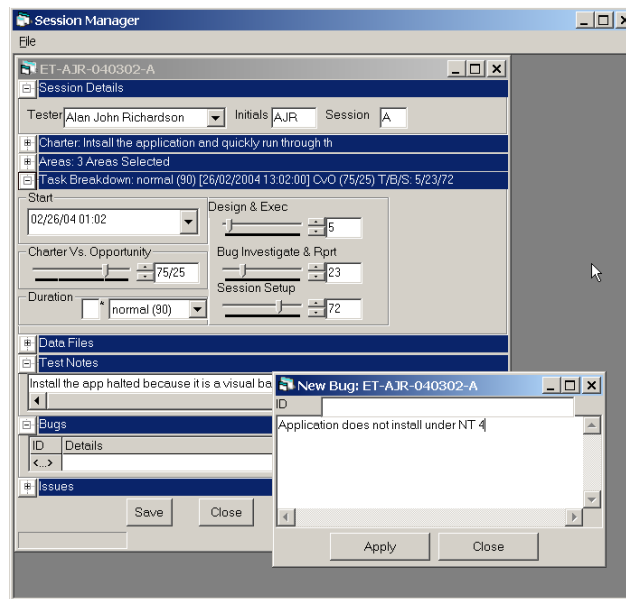 Session Manager
File
ET-AJR-040302-A
Session Details
Tester Alan John Richardson Initials AJR Session A
Charter: Intsall the application and quickly run through th
Areas: 3 Areas Selected
Task Breakdown: normal (90) [26/02/2004 13:02:00] CvO (75/25) T/B/S: 5/23/72
Start
02/26/04 01:02
Design & Exec
5
Charter Vs. Opportunity
75/25
Bug Investigate & Rprt
23
Duration
* normal (90)
Session Setup
72
Data Files
Test Notes
Install the app halted because it is a visual ba
Bugs
ID Details
<...>
Issues
Save Close
New Bug: ET-AJR-040302-A
ID
Application does not install under NT 4
Apply Close